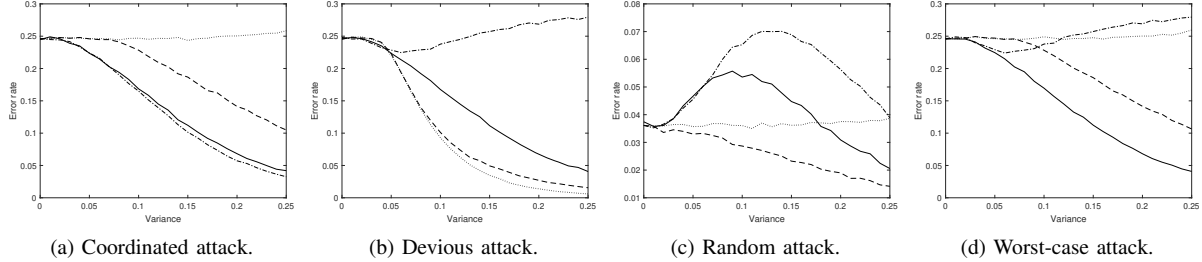 0.3
0.25
0.2
0.15
0.1
0.05
0
Error rate
0 0.05 0.1 0.15 0.2 0.25
Variance
(a) Coordinated attack.
0.3
0.25
0.2
0.15
0.1
0.05
0
Error rate
0 0.05 0.1 0.15 0.2 0.25
Variance
(b) Devious attack.
0.08
0.07
0.06
0.05
0.04
0.03
0.02
0.01
Error rate
0 0.05 0.1 0.15 0.2 0.25
Variance
(c) Random attack.
0.3
0.25
0.2
0.15
0.1
0.05
0
Error rate
0 0.05 0.1 0.15 0.2 0.25
Variance
(d) Worst-case attack.